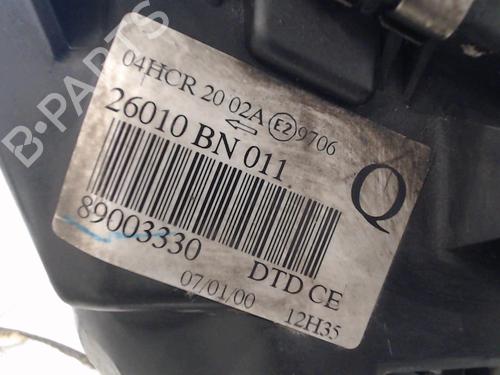 B-PARTS
04HCR 20 02A E2 9706
26010 BN 011
Q
89003330
DTD CE
07/01/00
12H35